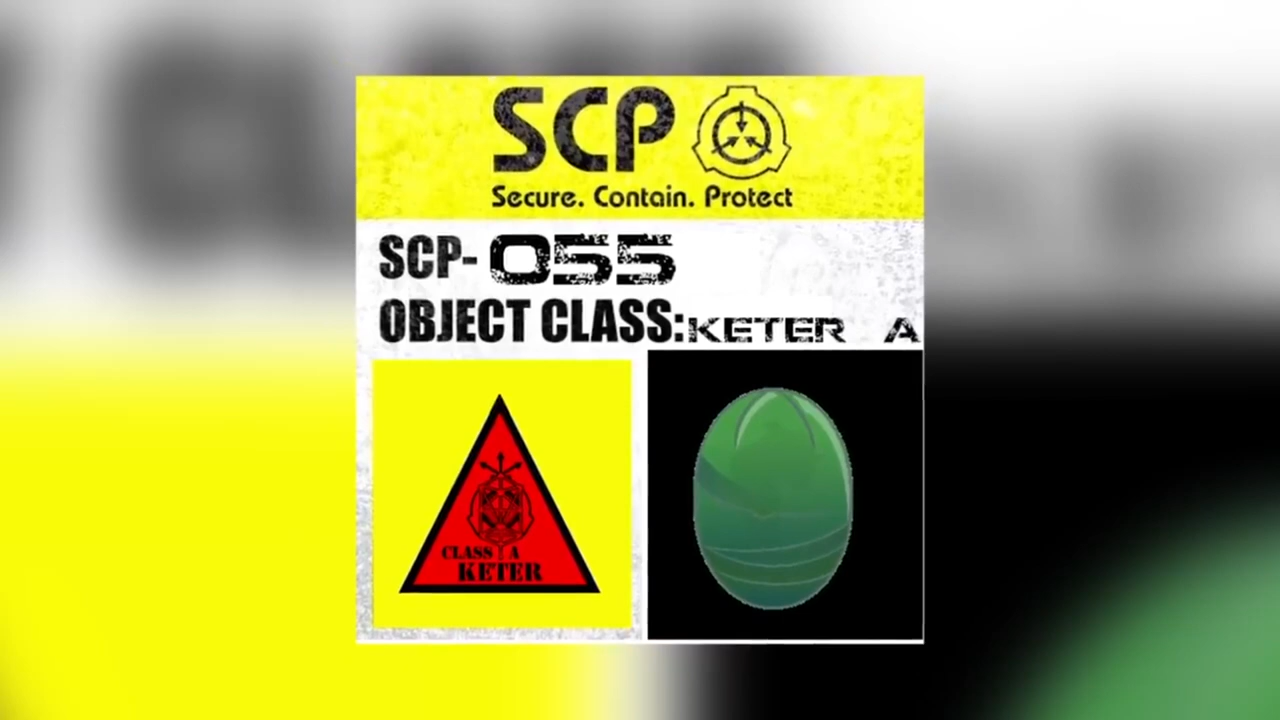 SCP
Secure. Contain. Protect
SCP-055
OBJECT CLASS:KETER A
CLASS A
KETER